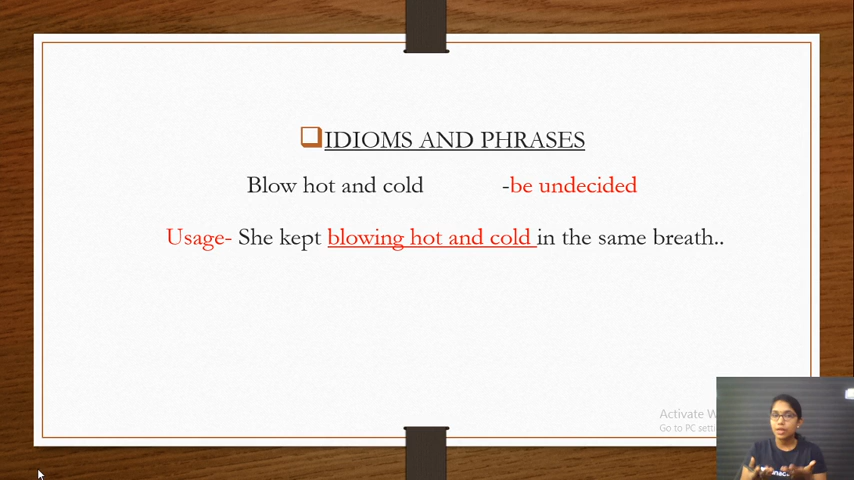 IDIOMS AND PHRASES
Blow hot and cold -be undecided
Usage- She kept blowing hot and cold in the same breath..
Activate
Go to PC